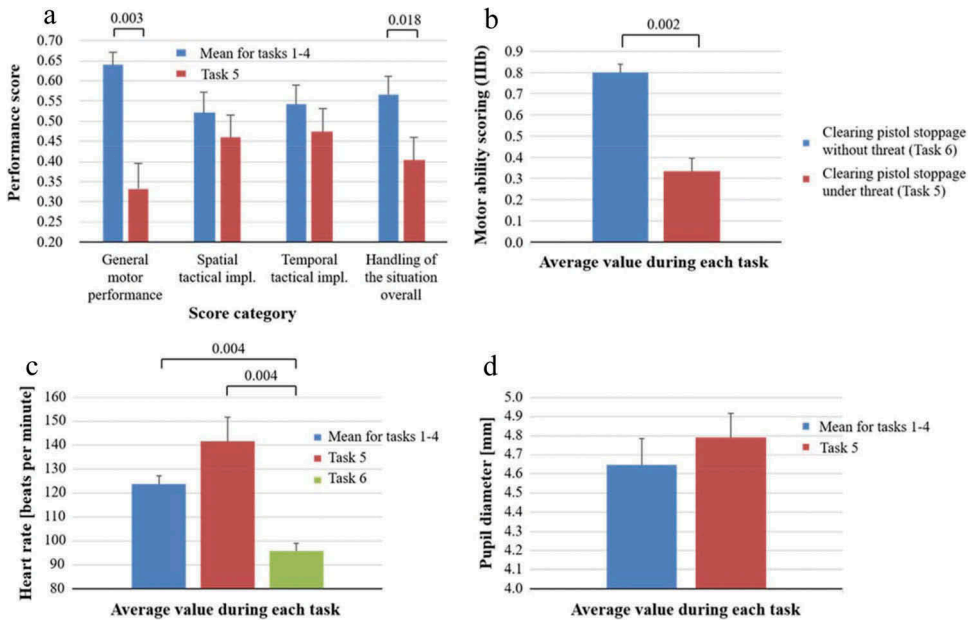 a
0.003
0.018
Performance score
0.70
0.65
0.60
0.55
0.50
0.45
0.40
0.35
0.30
0.25
0.20
Mean for tasks 1-4
Task 5
General
motor
performance
Spatial
tactical impl.
Temporal
tactical impl.
Handling of
the situation
overall
Score category
b
0.002
Motor ability scoring (IIIb)
0.9
0.8
0.7
0.6
0.5
0.4
0.3
0.2
0.1
0.0
Clearing pistol stoppage
without threat (Task 6)
Clearing pistol stoppage
under threat (Task 5)
Average value during each task
c
0.004
0.004
Heart rate [beats per minute]
160
150
140
130
120
110
100
90
80
Mean for tasks 1-4
Task 5
Task 6
Average value during each task
d
Pupil diameter [mm]
5.0
4.9
4.8
4.7
4.6
4.5
4.4
4.3
4.2
4.1
4.0
Mean for tasks 1-4
Task 5
Average value during each task